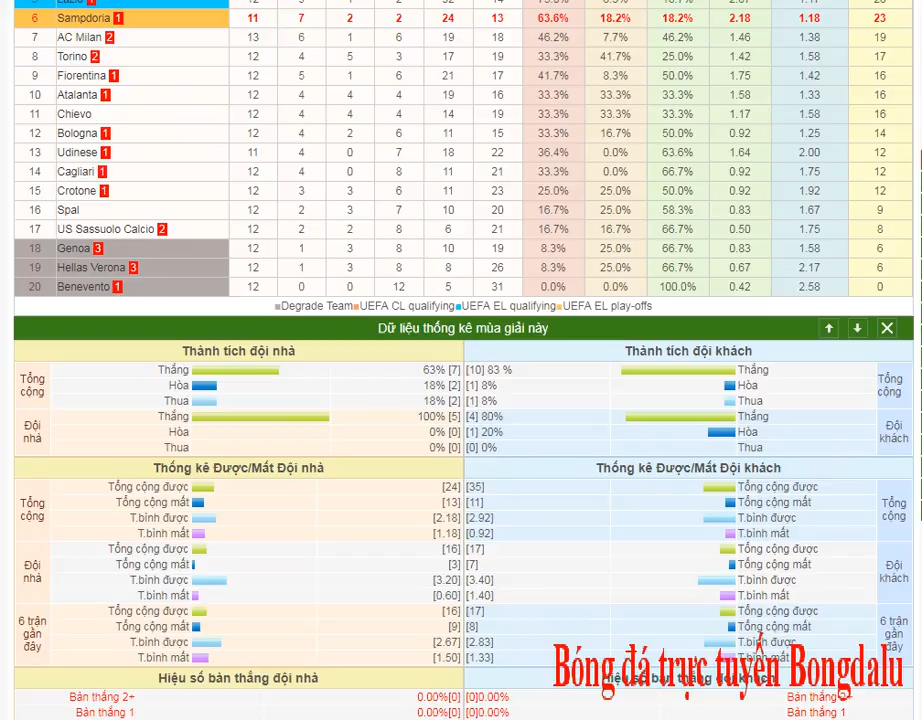 6 Sampdoria 1 11 7 2 2 24 13 63.6% 18.2% 18.2% 2.18 1.18 23
7 AC Milan 2 13 6 1 6 19 18 46.2% 7.7% 46.2% 1.46 1.38 19
8 Torino 2 12 4 5 3 17 19 33.3% 41.7% 25.0% 1.42 1.58 17
9 Fiorentina 1 12 5 1 6 21 17 41.7% 8.3% 50.0% 1.75 1.42 16
10 Atalanta 1 12 4 4 4 19 16 33.3% 33.3% 33.3% 1.58 1.33 16
11 Chievo 12 4 4 4 14 19 33.3% 33.3% 33.3% 1.17 1.58 16
12 Bologna 1 12 4 2 6 11 15 33.3% 16.7% 50.0% 0.92 1.25 14
13 Udinese 1 11 4 0 7 18 22 36.4% 0.0% 63.6% 1.64 2.00 12
14 Cagliari 1 12 4 0 8 11 21 33.3% 0.0% 66.7% 0.92 1.75 12
15 Crotone 1 12 3 3 6 11 23 25.0% 25.0% 50.0% 0.92 1.92 12
16 Spal 12 2 3 7 10 20 16.7% 25.0% 58.3% 0.83 1.67 9
17 US Sassuolo Calcio 2 12 2 2 8 6 21 16.7% 16.7% 66.7% 0.50 1.75 8
18 Genoa 3 12 1 3 8 10 19 8.3% 25.0% 66.7% 0.83 1.58 6
19 Hellas Verona 3 12 1 3 8 8 26 8.3% 25.0% 66.7% 0.67 2.17 6
20 Benevento 1 12 0 0 12 5 31 0.0% 0.0% 100.0% 0.42 2.58 0
Degrade Team UEFA CL qualifying UEFA EL qualifying UEFA EL play-offs
Dữ liệu thống kê mùa giải này
Thành tích đội nhà Thành tích đội khách
Tổng cộng
Thắng 63% [7] [10] 83 % Thắng
Hòa 18% [2] [1] 8% Hòa
Thua 18% [2] [1] 8% Thua
Tổng cộng
Đội nhà
Thắng 100% [5] [4] 80% Thắng
Hòa 0% [0] [1] 20% Hòa
Thua 0% [0] [0] 0% Thua
Đội khách
Thống kê Được/Mất Đội nhà Thống kê Được/Mất Đội khách
Tổng cộng
Tổng cộng được [24] [35] Tổng cộng được
Tổng cộng mất [13] [11] Tổng cộng mất
T.bình được [2.18] [2.92] T.bình được
T.bình mất [1.18] [0.92] T.bình mất
Tổng cộng
Đội nhà
Tổng cộng được [16] [17] Tổng cộng được
Tổng cộng mất [3] [7] Tổng cộng mất
T.bình được [3.20] [3.40] T.bình được
T.bình mất [0.60] [1.40] T.bình mất
Đội khách
6 trận gần đây
Tổng cộng được [16] [17] Tổng cộng được
Tổng cộng mất [9] [8] Tổng cộng mất
T.bình được [2.67] [2.83] T.bình được
T.bình mất [1.50] [1.33] T.bình mất
6 trận gần đây
Bóng đá trực tuyến Bongdalu
Hiệu số bàn thắng đội nhà Hiệu số bàn thắng đội khách
Bàn thắng 2+ 0.00%[0] [0]0.00% Bàn thắng 2+
Bàn thắng 1 0.00%[0] [0]0.00% Bàn thắng 1